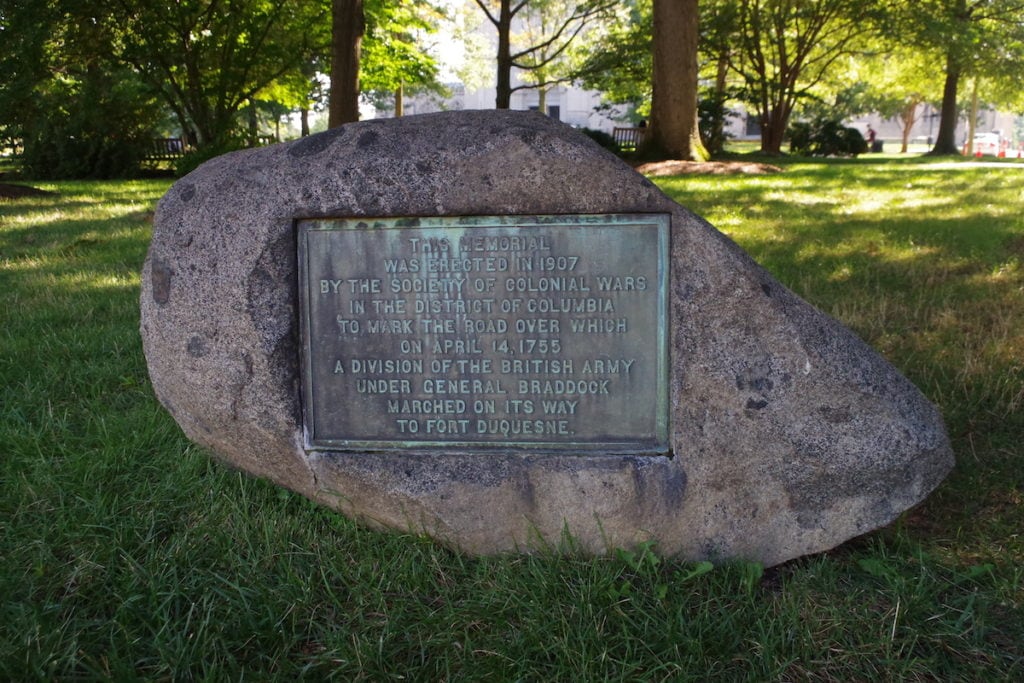 THIS MEMORIAL
WAS ERECTED IN 1907
BY THE SOCIETY OF COLONIAL WARS
IN THE DISTRICT OF COLUMBIA
TO MARK THE ROAD OVER WHICH
ON APRIL 14, 1755
A DIVISION OF THE BRITISH ARMY
UNDER GENERAL BRADDOCK
MARCHED ON ITS WAY
TO FORT DUQUESNE.